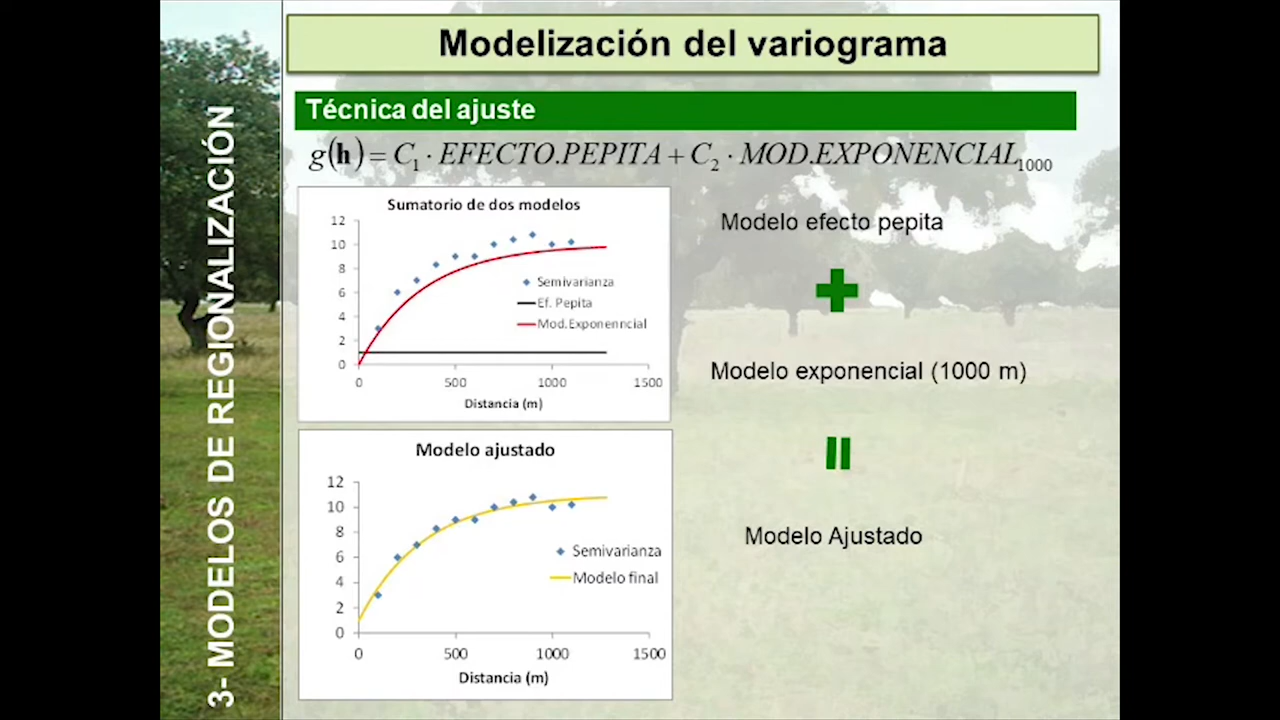 Modelización del variograma
3- MODELOS DE REGIONALIZACIÓN
Técnica del ajuste
g(h) = C1 · EFECTO.PEPITA + C2 · MOD.EXPONENCIAL1000
Sumatorio de dos modelos
12
10
8
6
4
2
0
Semivarianza
Ef. Pepita
Mod.Exponenncial
0 500 1000 1500
Distancia (m)
Modelo efecto pepita
Modelo exponencial (1000 m)
Modelo Ajustado
Modelo ajustado
12
10
8
6
4
2
0
Semivarianza
Modelo final
0 500 1000 1500
Distancia (m)